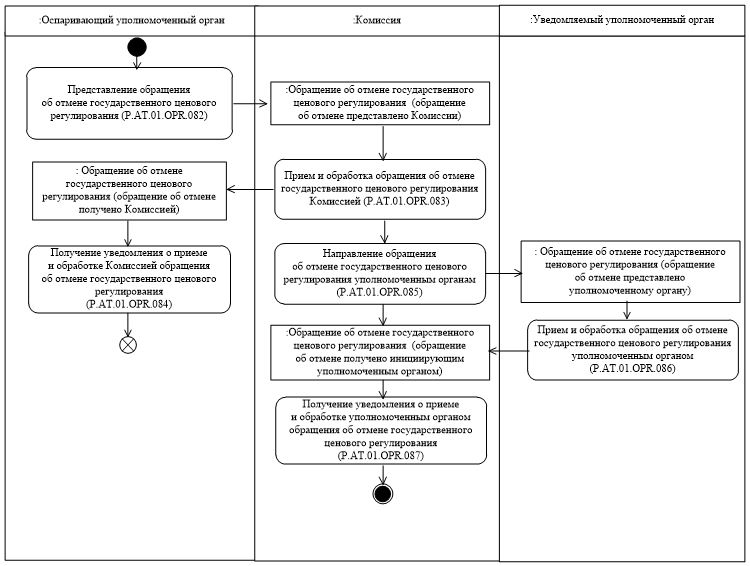 :Оспаривающий уполномоченный орган
:Комиссия
:Уведомляемый уполномоченный орган
Представление обращения
об отмене государственного ценового
регулирования (P.AT.01.OPR.082)
:Обращение об отмене государственного
ценового регулирования (обращение
об отмене представлено Комиссии)
Прием и обработка обращения об отмене
государственного ценового регулирования
Комиссией (P.AT.01.OPR.083)
: Обращение об отмене
государственного ценового
регулирования (обращение об отмене
получено Комиссией)
Получение уведомления о приеме
и обработке Комиссией обращения
об отмене государственного ценового
регулирования
(P.AT.01.OPR.084)
Направление обращения
об отмене государственного ценового
регулирования уполномоченным органам
(P.AT.01.OPR.085)
: Обращение об отмене государственного
ценового регулирования (обращение
об отмене представлено
уполномоченному органу)
Прием и обработка обращения об отмене
государственного ценового регулирования
уполномоченным органом
(P.AT.01.OPR.086)
:Обращение об отмене государственного
ценового регулирования (обращение
об отмене получено инициирующим
уполномоченным органом)
Получение уведомления о приеме
и обработке уполномоченным органом
обращения об отмене государственного
ценового регулирования
(P.AT.01.OPR.087)